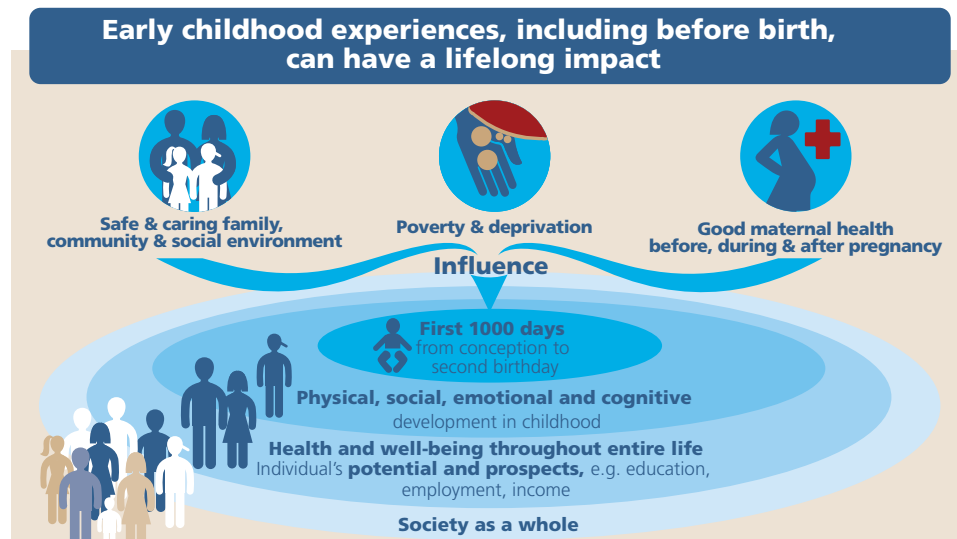 Early childhood experiences, including before birth,
can have a lifelong impact
Safe & caring family,
community & social environment
Poverty & deprivation
Good maternal health
before, during & after pregnancy
Influence
First 1000 days
from conception to
second birthday
Physical, social, emotional and cognitive
development in childhood
Health and well-being throughout entire life
Individual’s potential and prospects, e.g. education,
employment, income
Society as a whole